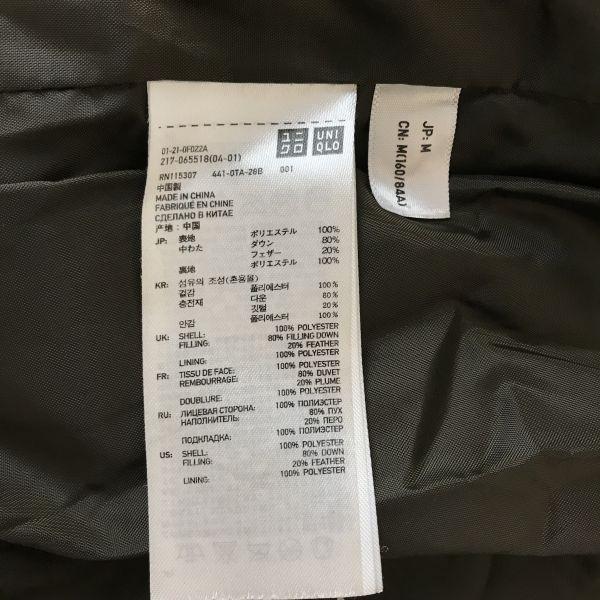 01-21-0F022A
217-065518(04-01)
ユニクロ
UNIQLO
RN115307 441-0TA-28B 001
中国製
MADE IN CHINA
FABRIQUÉ EN CHINE
СДЕЛАНО В КИТАЕ
产地: 中国
JP: 表地 ポリエステル 100%
中わた ダウン 80%
フェザー 20%
裏地 ポリエステル 100%
KR: 섬유의 조성(혼용율)
겉감 폴리에스터 100%
충전재 다운 80%
깃털 20%
안감 폴리에스터 100%
UK: SHELL: 100% POLYESTER
FILLING: 80% FILLING DOWN
20% FEATHER
LINING: 100% POLYESTER
FR: TISSU DE FACE: 100% POLYESTER
REMBOURRAGE: 80% DUVET
20% PLUME
DOUBLURE: 100% POLYESTER
RU: ЛИЦЕВАЯ СТОРОНА: 100% ПОЛИЭСТЕР
НАПОЛНИТЕЛЬ: 80% ПУХ
20% ПЕРО
ПОДКЛАДКА: 100% ПОЛИЭСТЕР
US: SHELL: 100% POLYESTER
FILLING: 80% DOWN
20% FEATHER
LINING: 100% POLYESTER
JP: M
CN: M(160/84A)